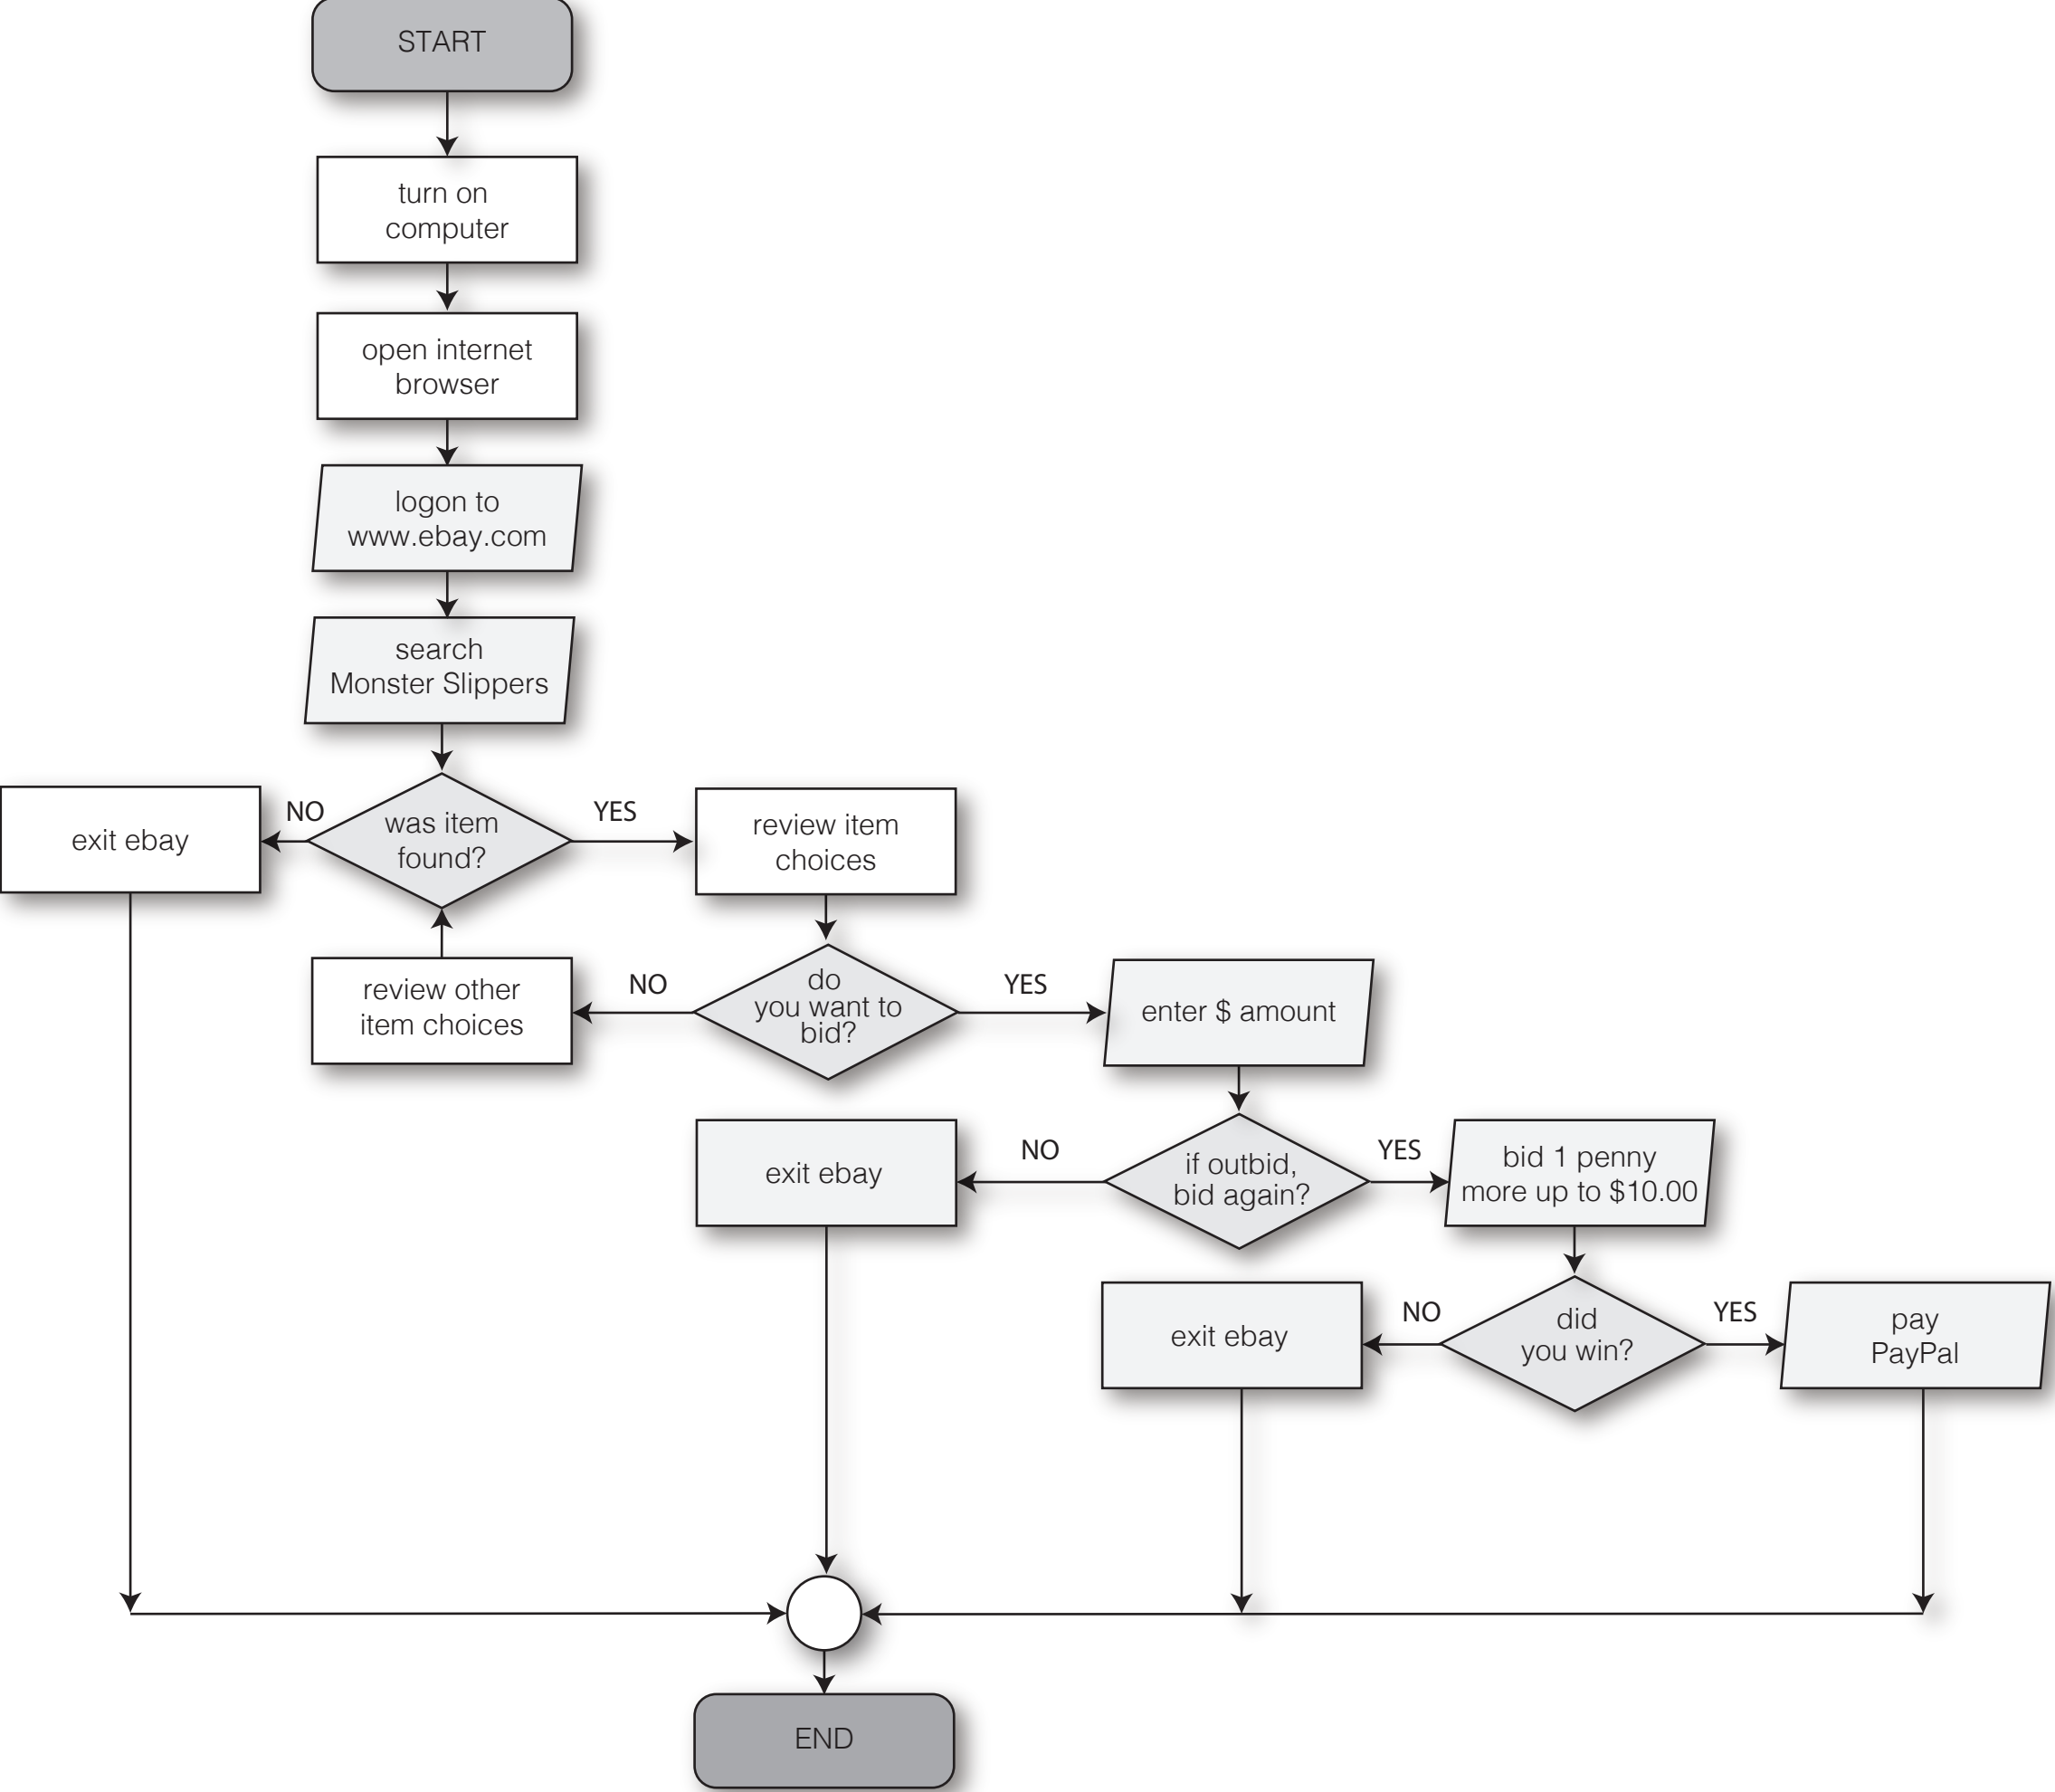 START
turn on
computer
open internet
browser
logon to
www.ebay.com
search
Monster Slippers
exit ebay
NO
was item
found?
YES
review item
choices
review other
item choices
NO
do
you want to
bid?
YES
enter $ amount
exit ebay
NO
if outbid,
bid again?
YES
bid 1 penny
more up to $10.00
exit ebay
NO
did
you win?
YES
pay
PayPal
END